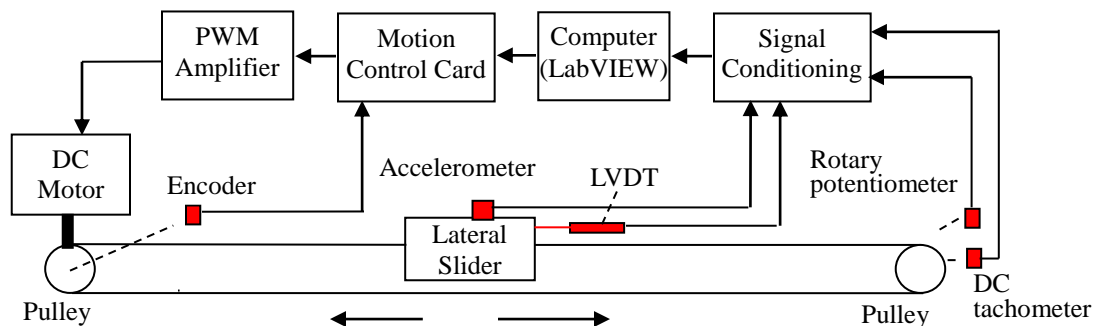 PWM
Amplifier
Motion
Control Card
Computer
(LabVIEW)
Signal
Conditioning
DC
Motor
Encoder
Accelerometer
LVDT
Rotary
potentiometer
Lateral
Slider
Pulley
Pulley
DC
tachometer